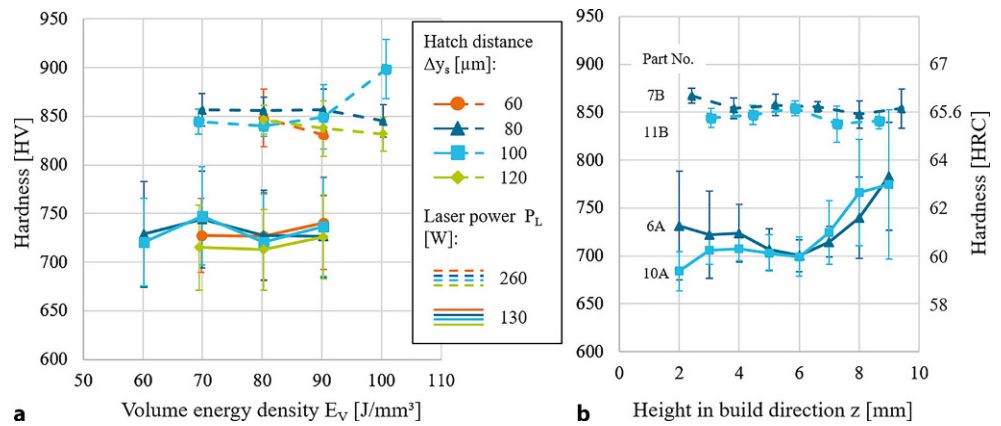 950
900
850
800
750
700
650
600
Hardness [HV]
50 60 70 80 90 100 110
Volume energy density E_V [J/mm³]
a
Hatch distance
Δy_s [µm]:
60
80
100
120
Laser power P_L
[W]:
260
130
950
900
850
800
750
700
650
600
Part No.
7B
11B
6A
10A
67
65.6
64
62
60
58
Hardness [HRC]
0 2 4 6 8 10
Height in build direction z [mm]
b